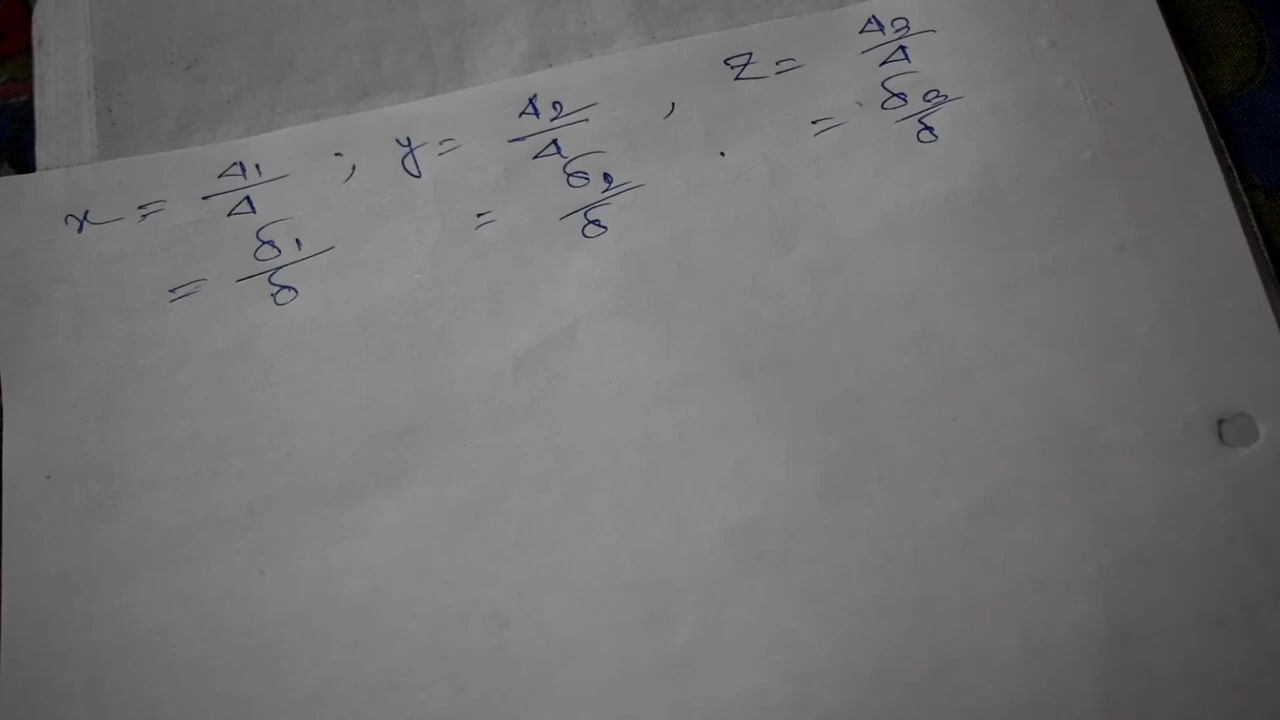 x = Δ1/Δ ; y = Δ2/Δ , z = Δ3/Δ
= δ1/δ = δ2/δ = δ3/δ